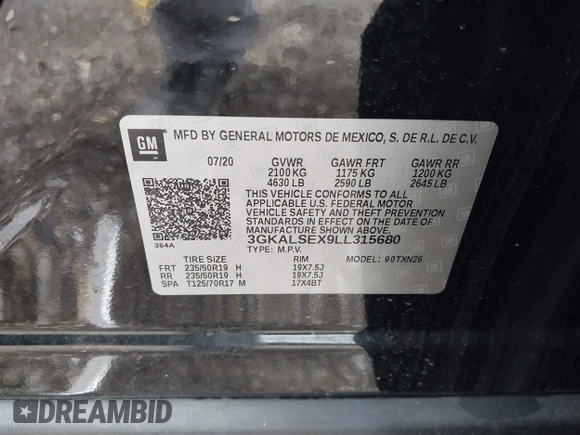 GM
MFD BY GENERAL MOTORS DE MEXICO, S. DE R.L. DE C.V.
07/20 GVWR GAWR FRT GAWR RR
2100 KG 1175 KG 1200 KG
4630 LB 2590 LB 2645 LB
THIS VEHICLE CONFORMS TO ALL APPLICABLE
U.S. FEDERAL MOTOR VEHICLE
SAFETY AND THEFT PREVENTION
STANDARDS IN EFFECT ON THE DATE OF
MANUFACTURE SHOWN ABOVE.
384A 3GKALSEX9LL315680
TYPE: M.P.V.
TIRE SIZE RIM MODEL: 90TXN26
FRT 235/50R19 H 19X7.5J
RR 235/50R19 H 19X7.5J
SPA T125/70R17 M 17X4BT
DREAMBID